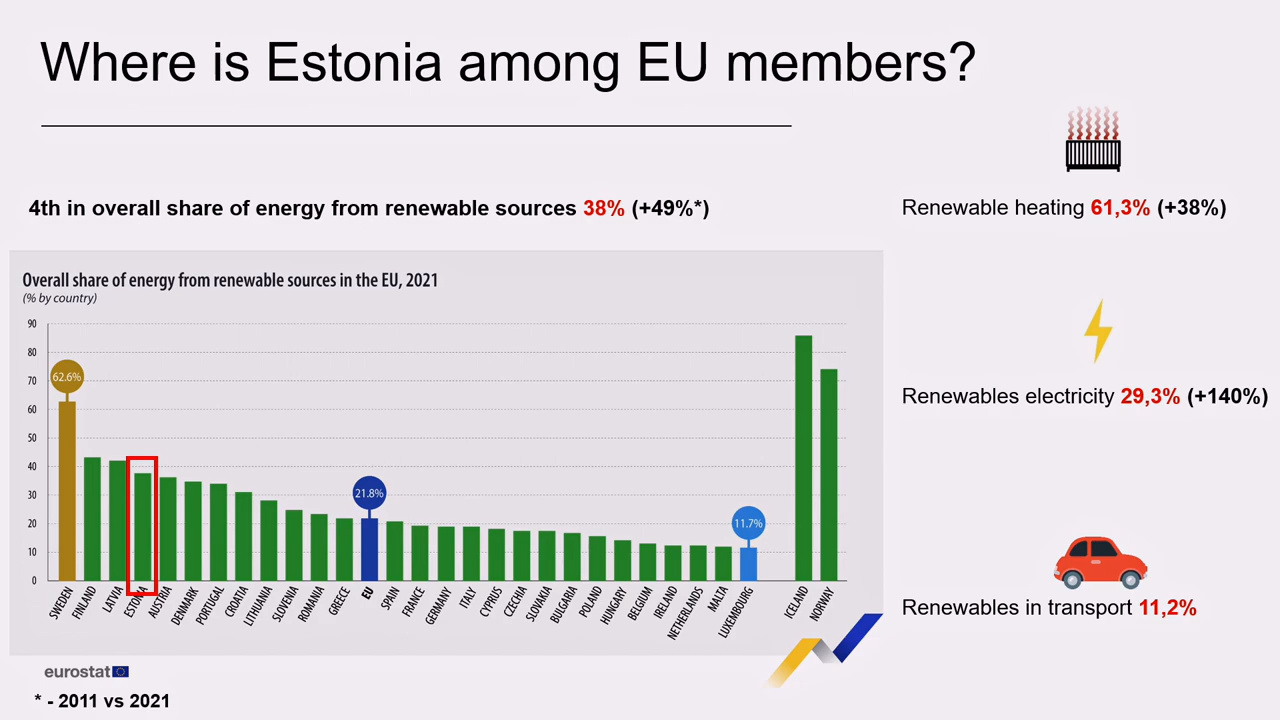 Where is Estonia among EU members?
4th in overall share of energy from renewable sources 38% (+49%*)
Renewable heating 61,3% (+38%)
Overall share of energy from renewable sources in the EU, 2021
(% by country)
90
80
70
60
50
40
30
20
10
0
62.6%
21.8%
11.7%
SWEDEN
FINLAND
LATVIA
ESTONIA
AUSTRIA
DENMARK
PORTUGAL
CROATIA
LITHUANIA
SLOVENIA
ROMANIA
GREECE
EU
SPAIN
FRANCE
GERMANY
ITALY
CYPRUS
CZECHIA
SLOVAKIA
BULGARIA
POLAND
HUNGARY
BELGIUM
IRELAND
NETHERLANDS
MALTA
LUXEMBOURG
ICELAND
NORWAY
Renewables electricity 29,3% (+140%)
Renewables in transport 11,2%
eurostat
* - 2011 vs 2021